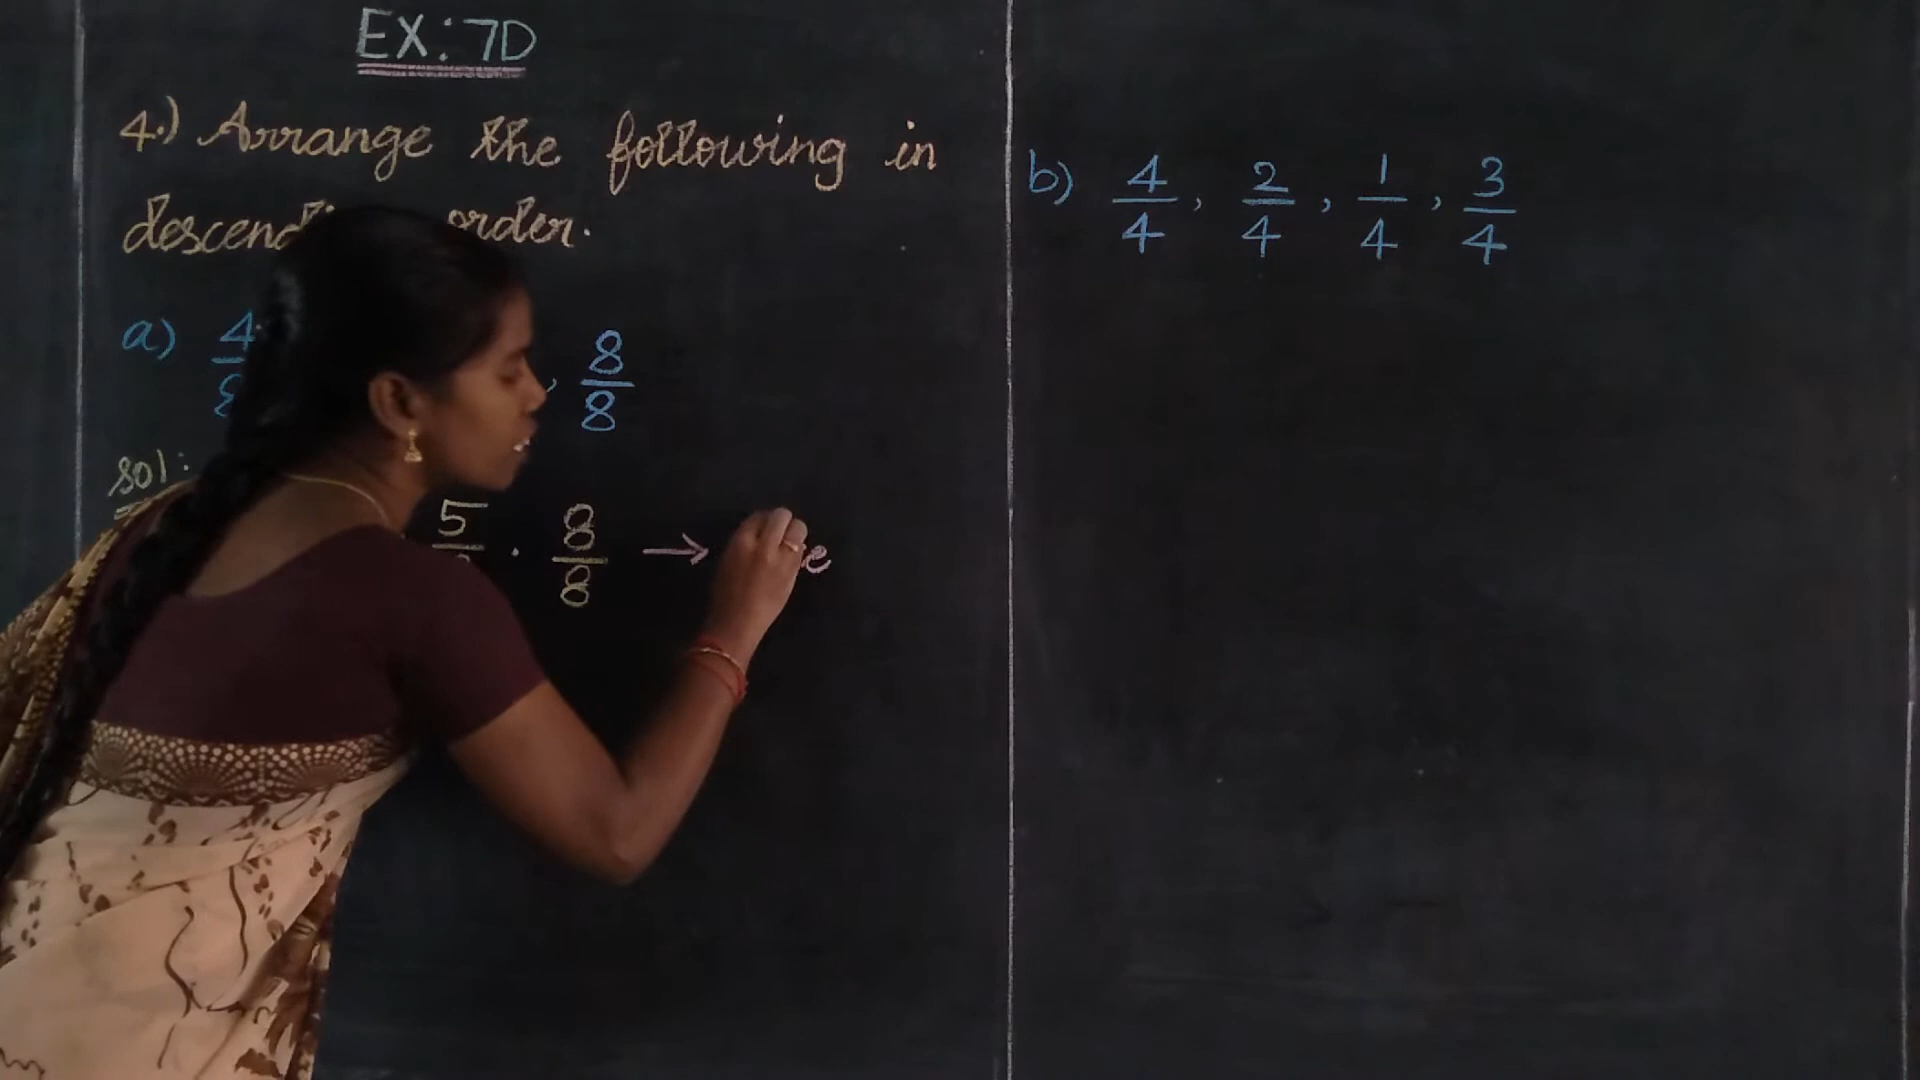 EX: 7D
4.) Arrange the following in
order.
a) 4 , 8/8
sol:
5 . 8/8 →
b) 4/4 , 2/4 , 1/4 , 3/4